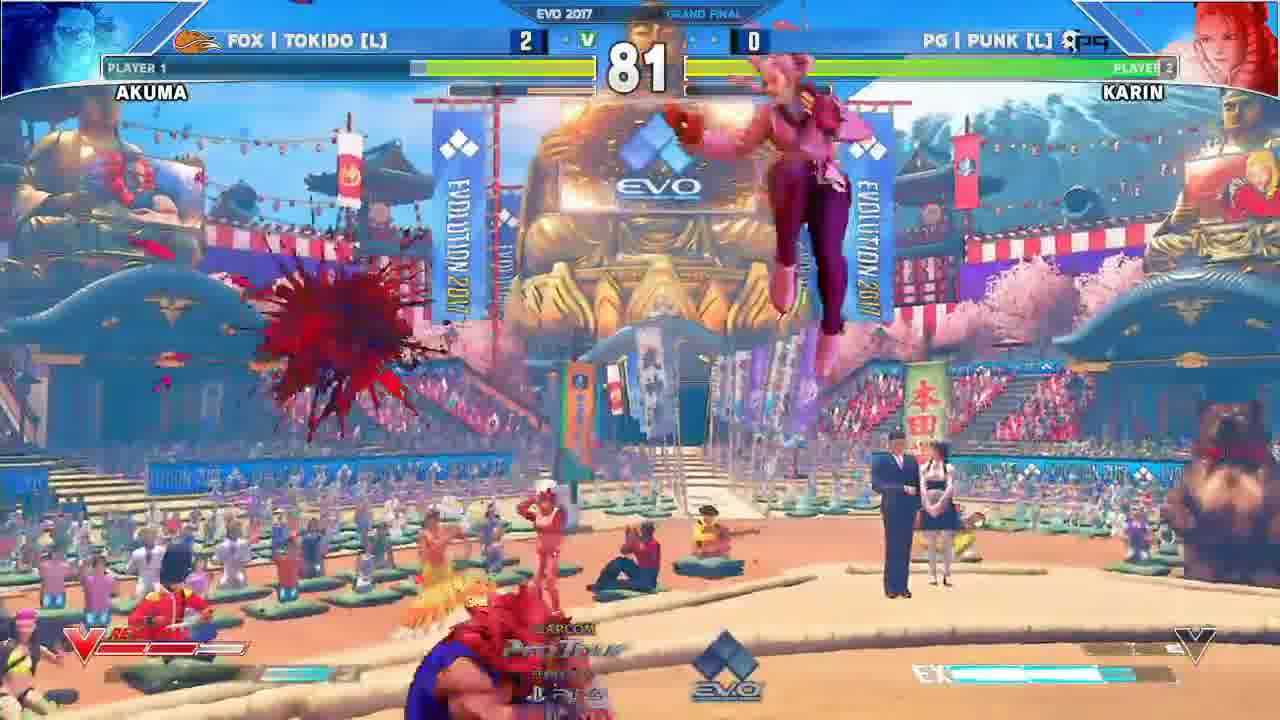 EVO 2017 GRAND FINAL
FOX | TOKIDO [L] 2 V 81 0 PG | PUNK [L]
PLAYER 1 PLAYER 2
AKUMA KARIN
EVO
EVOLUTION 2017
EVOLUTION 2017
本田
CAPCOM
PRO TOUR
EX
EVO